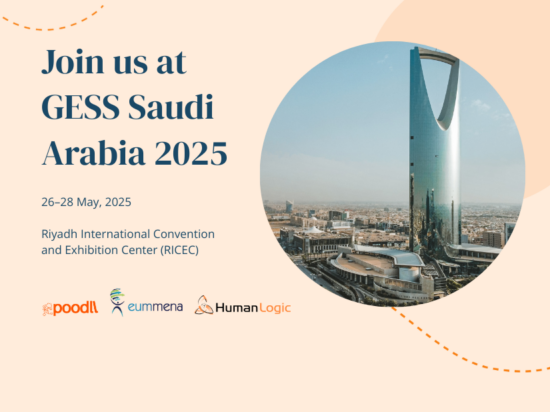 Join us at
GESS Saudi
Arabia 2025
26–28 May, 2025
Riyadh International Convention
and Exhibition Center (RICEC)
poodll eummena HumanLogic